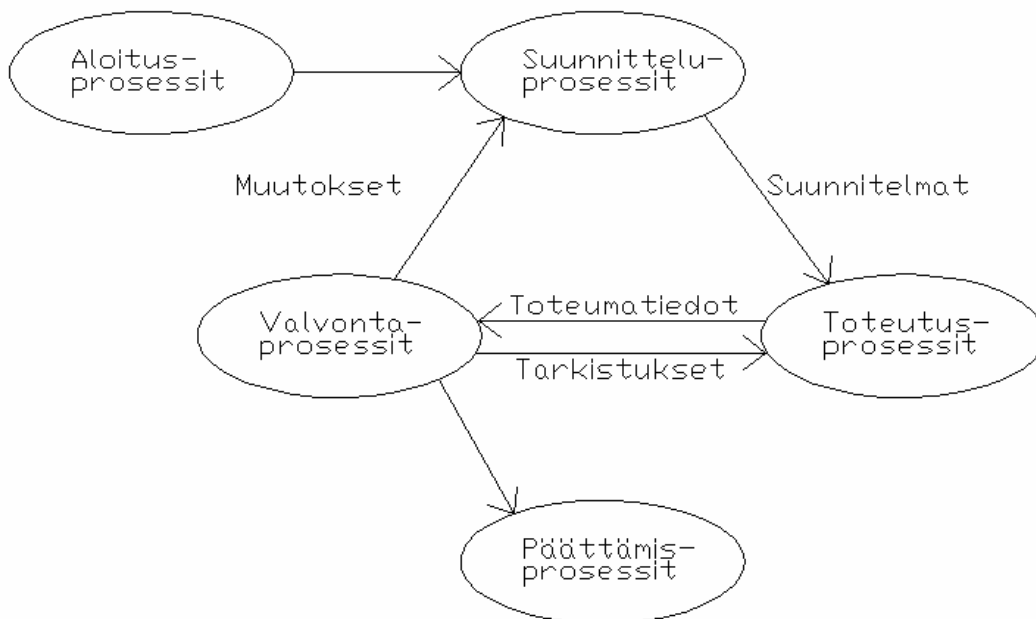 Aloitus-
prosessit
Suunnittelu-
prosessit
Muutokset
Suunnitelmat
Valvonta-
prosessit
Toteumatiedot
Tarkistukset
Toteutus-
prosessit
Päättämis-
prosessit